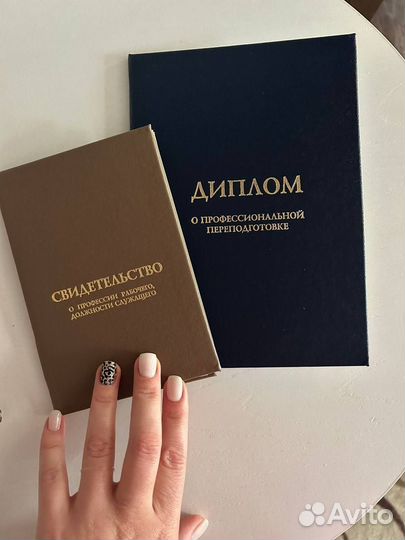 ДИПЛОМ
О ПРОФЕССИОНАЛЬНОЙ
ПЕРЕПОДГОТОВКЕ
СВИДЕТЕЛЬСТВО
О ПРОФЕССИИ РАБОЧЕГО,
ДОЛЖНОСТИ СЛУЖАЩЕГО
Avito